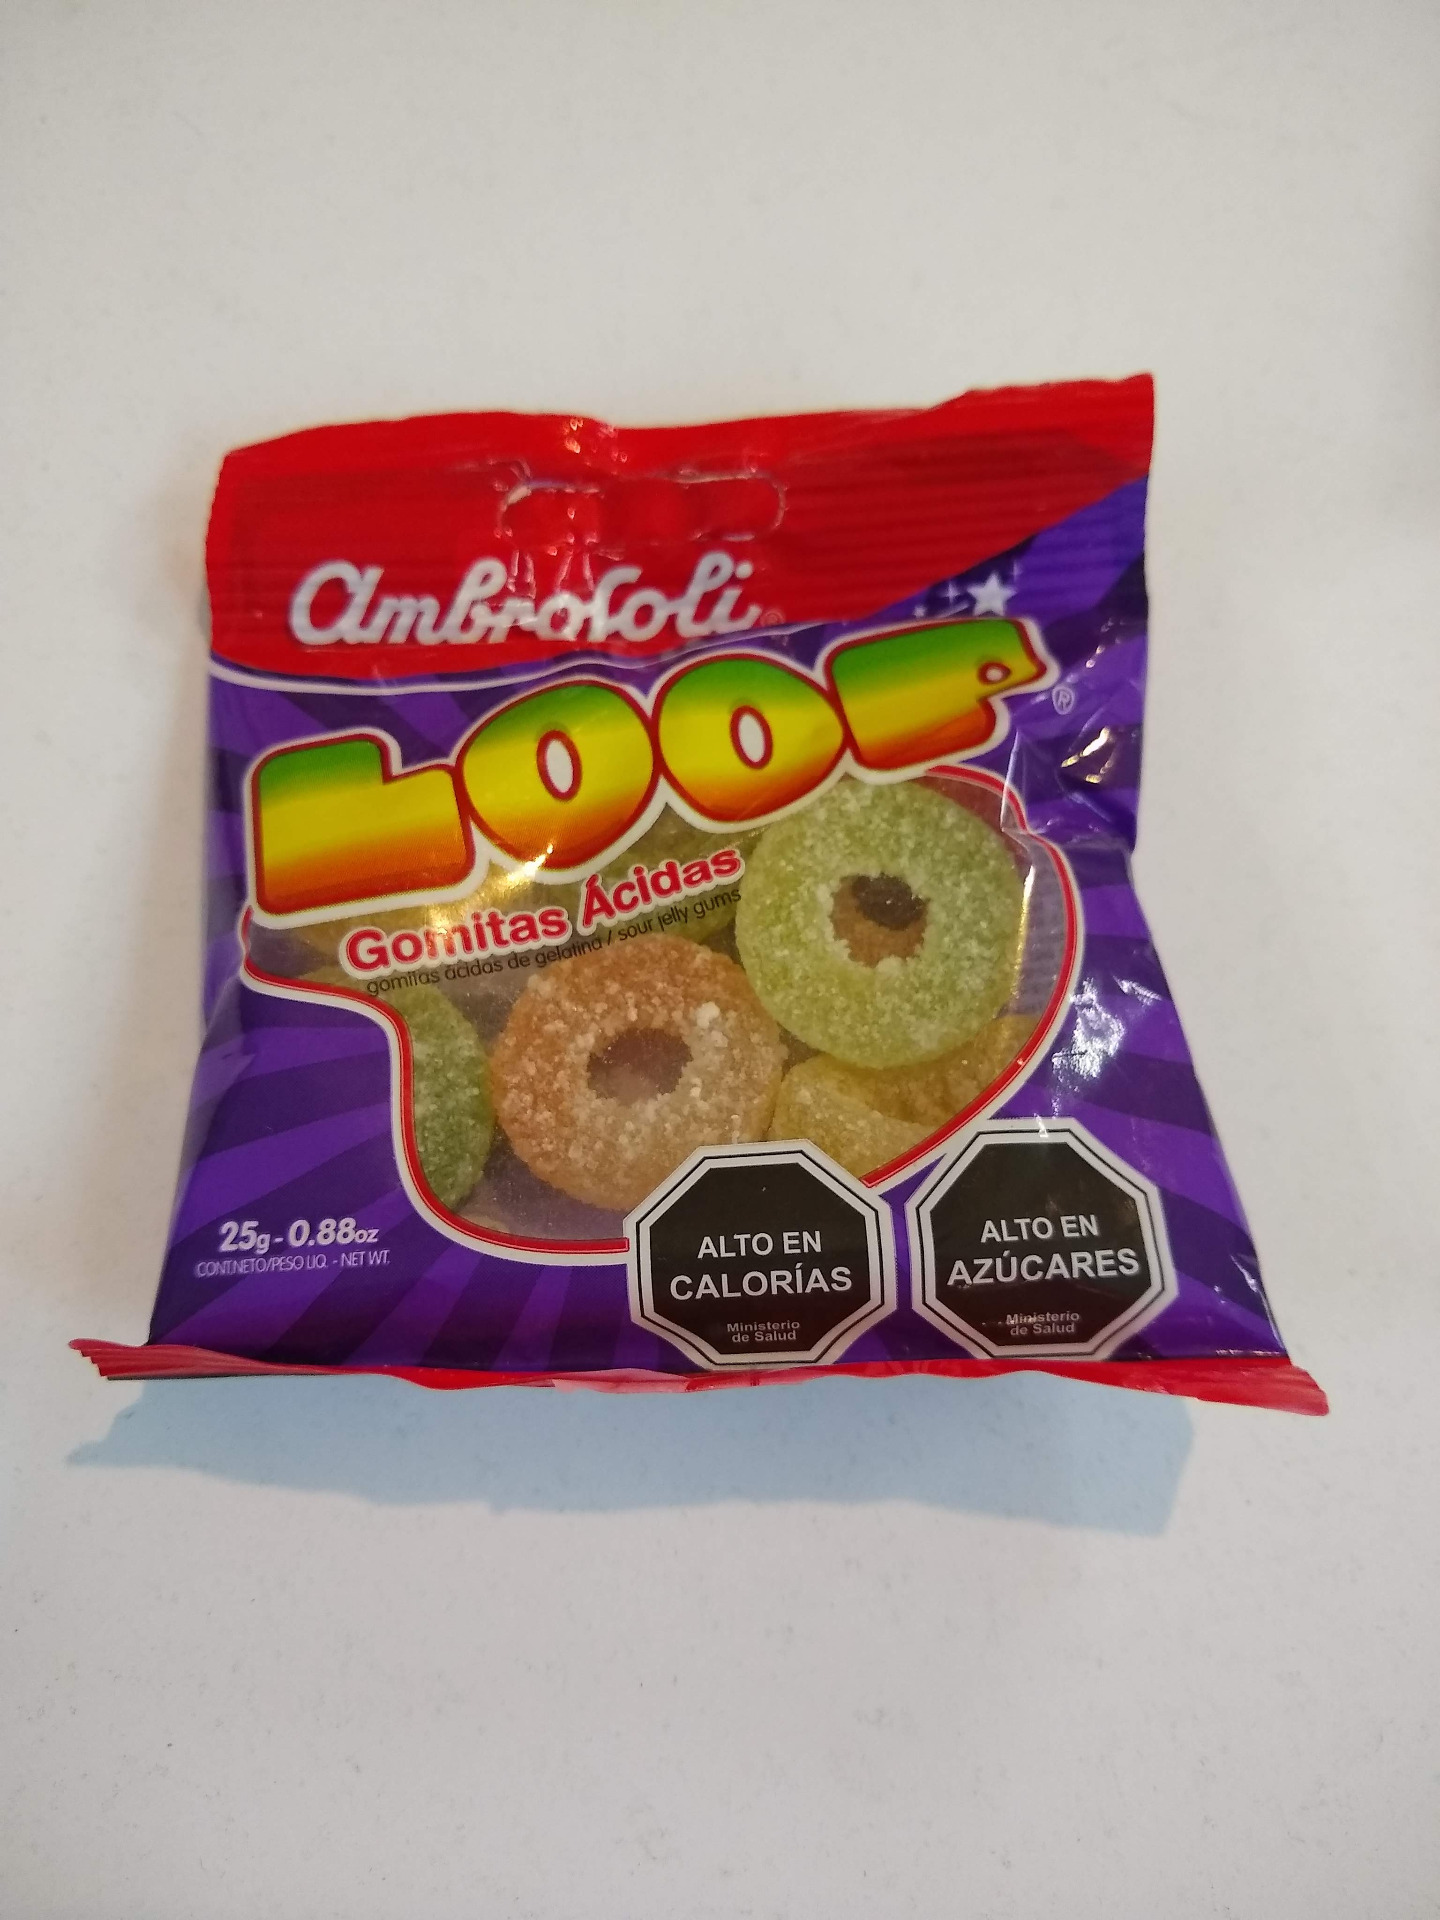 ambrosoli®
LOOP®
Gomitas Ácidas
gomitas ácidas de gelatina / sour jelly gums
25g - 0.88oz
CONT.NETO/PESO LIQ. - NET WT.
ALTO EN
CALORÍAS
Ministerio
de Salud
ALTO EN
AZÚCARES
Ministerio
de Salud